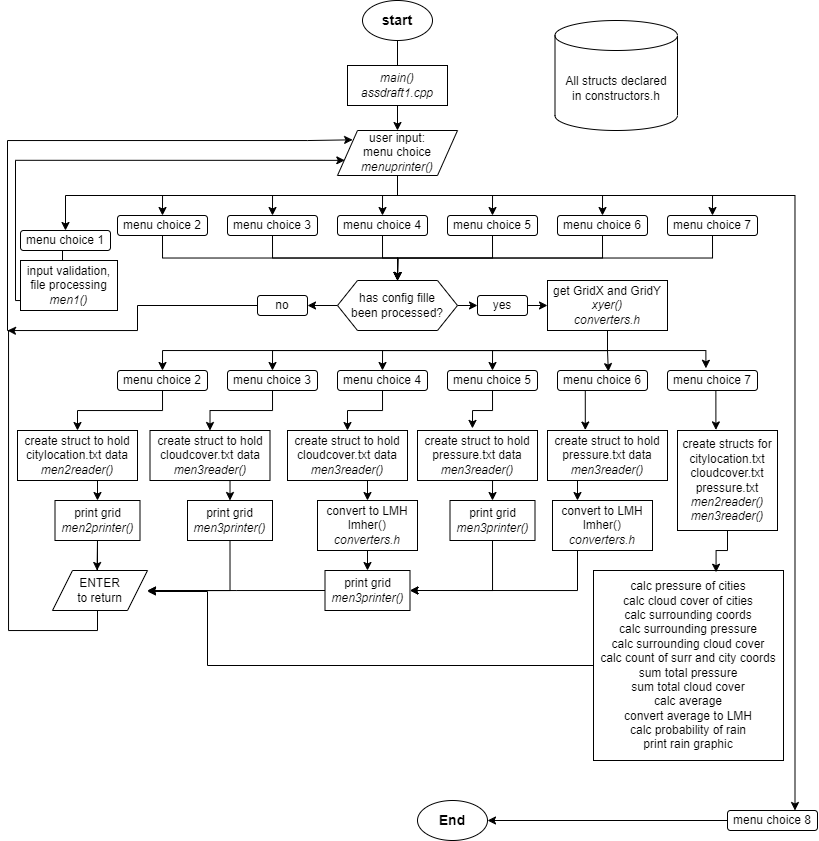 start
main()
assdraft1.cpp
All structs declared
in constructors.h
user input:
menu choice
menuprinter()
menu choice 1
menu choice 2
menu choice 3
menu choice 4
menu choice 5
menu choice 6
menu choice 7
input validation,
file processing
men1()
no
has config fille
been processed?
yes
get GridX and GridY
xyer()
converters.h
menu choice 2
menu choice 3
menu choice 4
menu choice 5
menu choice 6
menu choice 7
create struct to hold
citylocation.txt data
men2reader()
create struct to hold
cloudcover.txt data
men3reader()
create struct to hold
cloudcover.txt data
men3reader()
create struct to hold
pressure.txt data
men3reader()
create struct to hold
pressure.txt data
men3reader()
create structs for
citylocation.txt
cloudcover.txt
pressure.txt
men2reader()
men3reader()
print grid
men2printer()
print grid
men3printer()
convert to LMH
lmher()
converters.h
print grid
men3printer()
convert to LMH
lmher()
converters.h
ENTER
to return
print grid
men3printer()
calc pressure of cities
calc cloud cover of cities
calc surrounding coords
calc surrounding pressure
calc surrounding cloud cover
calc count of surr and city coords
sum total pressure
sum total cloud cover
calc average
convert average to LMH
calc probability of rain
print rain graphic
End
menu choice 8